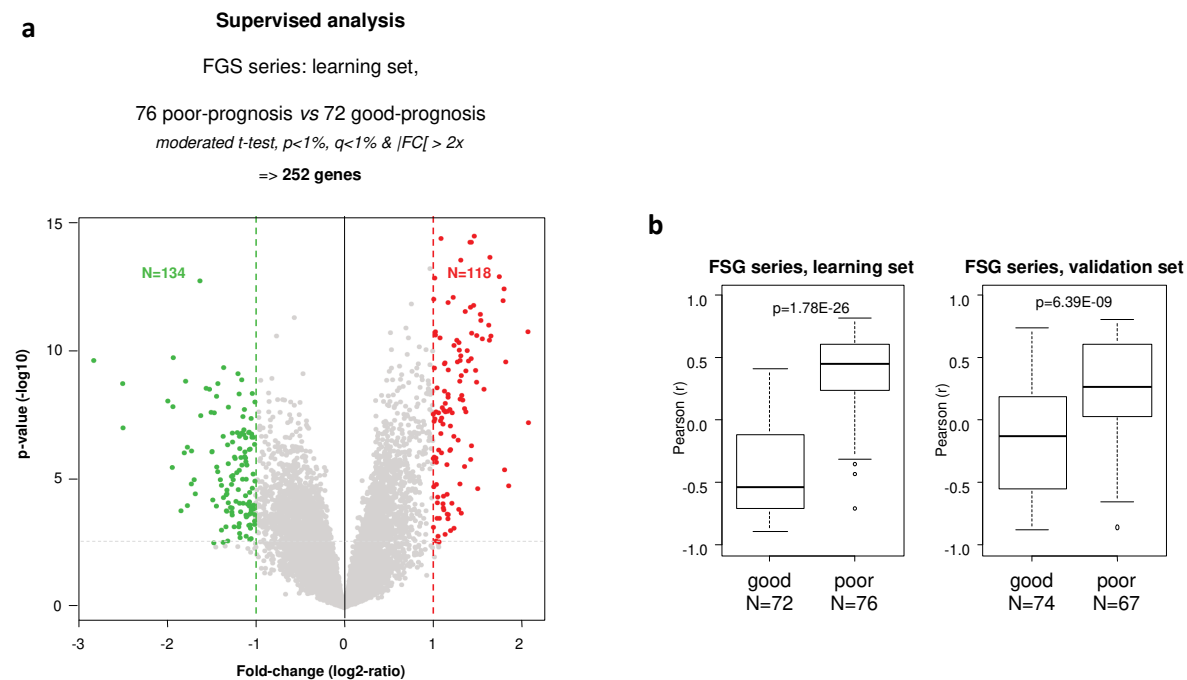 a
Supervised analysis
FGS series: learning set,
76 poor-prognosis vs 72 good-prognosis
moderated t-test, p<1%, q<1% & |FC[ > 2x
=> 252 genes
15
10
5
0
p-value (-log10)
N=134
N=118
-3
-2
-1
0
1
2
Fold-change (log2-ratio)
b
FSG series, learning set
p=1.78E-26
1.0
0.5
0.0
-0.5
-1.0
Pearson (r)
good
N=72
poor
N=76
FSG series, validation set
p=6.39E-09
1.0
0.5
0.0
-0.5
-1.0
Pearson (r)
good
N=74
poor
N=67